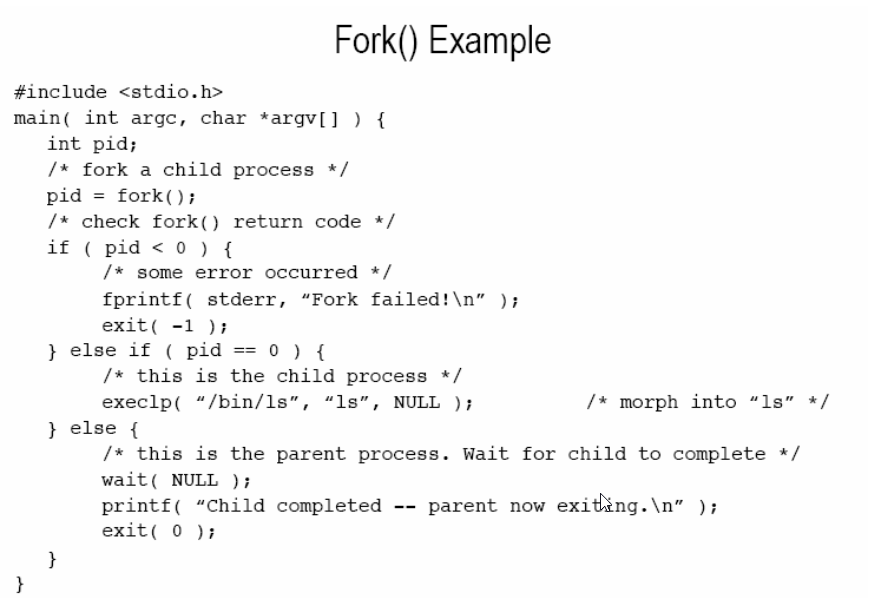 Fork() Example
#include <stdio.h>
main( int argc, char *argv[] ) {
int pid;
/* fork a child process */
pid = fork();
/* check fork() return code */
if ( pid < 0 ) {
/* some error occurred */
fprintf( stderr, “Fork failed!\n” );
exit( -1 );
} else if ( pid == 0 ) {
/* this is the child process */
execlp( “/bin/ls”, “ls”, NULL ); /* morph into “ls” */
} else {
/* this is the parent process. Wait for child to complete */
wait( NULL );
printf( “Child completed -- parent now exiting.\n” );
exit( 0 );
}
}